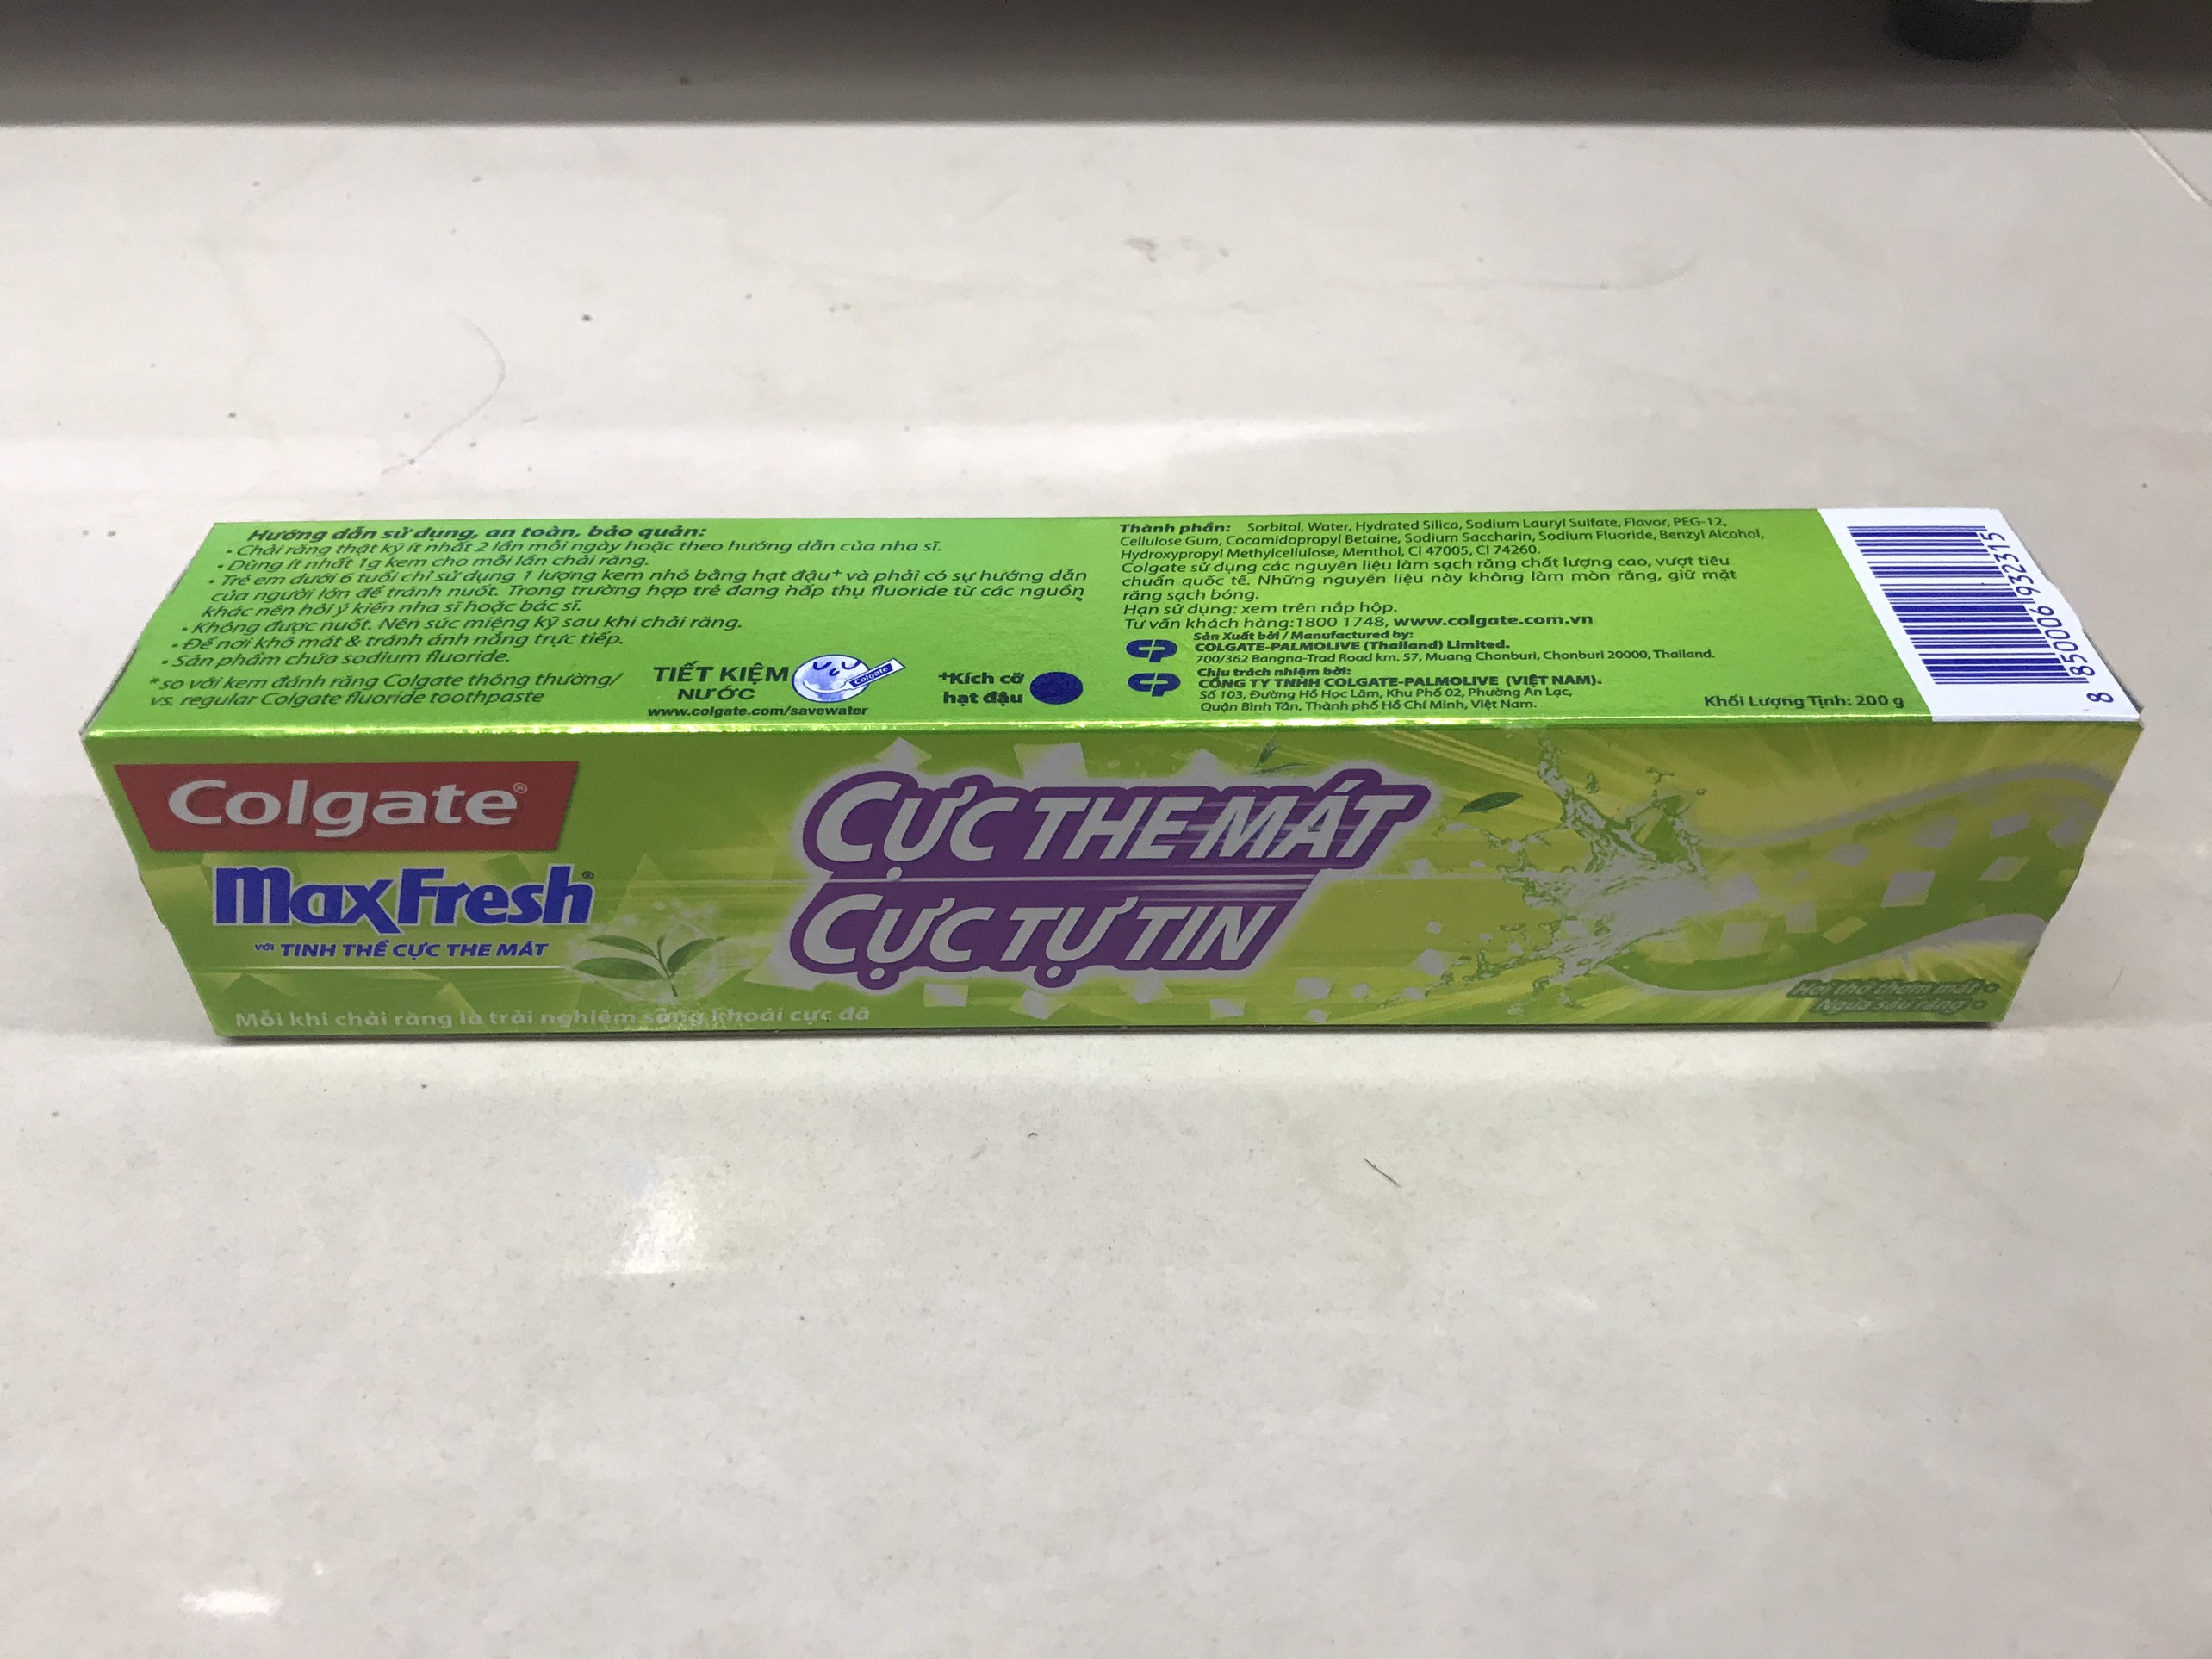 Hướng dẫn sử dụng, an toàn, bảo quản:
• Chải răng thật kỹ ít nhất 2 lần mỗi ngày hoặc theo hướng dẫn của nha sĩ.
• Dùng ít nhất 1g kem cho mỗi lần chải răng.
• Trẻ em dưới 6 tuổi chỉ sử dụng 1 lượng kem nhỏ bằng hạt đậu+ và phải có sự hướng dẫn
của người lớn để tránh nuốt. Trong trường hợp trẻ đang hấp thụ fluoride từ các nguồn
khác nên hỏi ý kiến nha sĩ hoặc bác sĩ.
• Không được nuốt. Nên súc miệng kỹ sau khi chải răng.
• Để nơi khô mát & tránh ánh nắng trực tiếp.
• Sản phẩm chứa sodium fluoride.
*so với kem đánh răng Colgate thông thường/
vs. regular Colgate fluoride toothpaste
TIẾT KIỆM
NƯỚC
Colgate
www.colgate.com/savewater
+Kích cỡ
hạt đậu
Thành phần: Sorbitol, Water, Hydrated Silica, Sodium Lauryl Sulfate, Flavor, PEG-12,
Cellulose Gum, Cocamidopropyl Betaine, Sodium Saccharin, Sodium Fluoride, Benzyl Alcohol,
Hydroxypropyl Methylcellulose, Menthol, CI 47005, CI 74260.
Colgate sử dụng các nguyên liệu làm sạch răng chất lượng cao, vượt tiêu
chuẩn quốc tế. Những nguyên liệu này không làm mòn răng, giữ mặt
răng sạch bóng.
Hạn sử dụng: xem trên nắp hộp.
Tư vấn khách hàng:1800 1748, www.colgate.com.vn
CP
Sản Xuất bởi / Manufactured by:
COLGATE-PALMOLIVE (Thailand) Limited.
700/362 Bangna-Trad Road km. 57, Muang Chonburi, Chonburi 20000, Thailand.
CP
Chịu trách nhiệm bởi:
CÔNG TY TNHH COLGATE-PALMOLIVE (VIỆT NAM).
Số 103, Đường Hồ Học Lãm, Khu Phố 02, Phường An Lạc,
Quận Bình Tân, Thành phố Hồ Chí Minh, Việt Nam.
Khối Lượng Tịnh: 200 g
8 850006 932315
Colgate®
MaxFresh®
với TINH THỂ CỰC THE MÁT
Mỗi khi chải răng là trải nghiệm sảng khoái cực đã
CỰC THE MÁT
CỰC TỰ TIN
Hơi thở thơm mát
Ngừa sâu răng